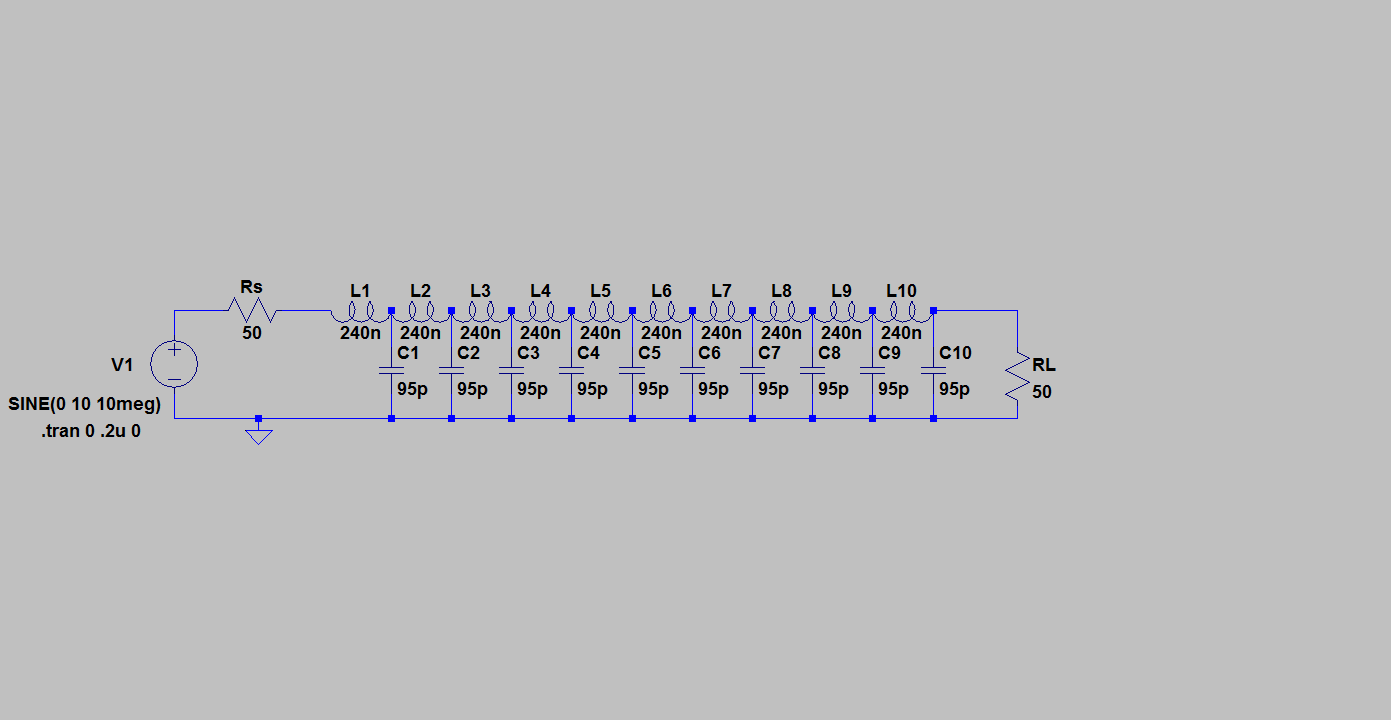 Rs
L1 L2 L3 L4 L5 L6 L7 L8 L9 L10
50
240n 240n 240n 240n 240n 240n 240n 240n 240n 240n
C1 C2 C3 C4 C5 C6 C7 C8 C9 C10
V1
RL
95p 95p 95p 95p 95p 95p 95p 95p 95p 95p
50
SINE(0 10 10meg)
.tran 0 .2u 0